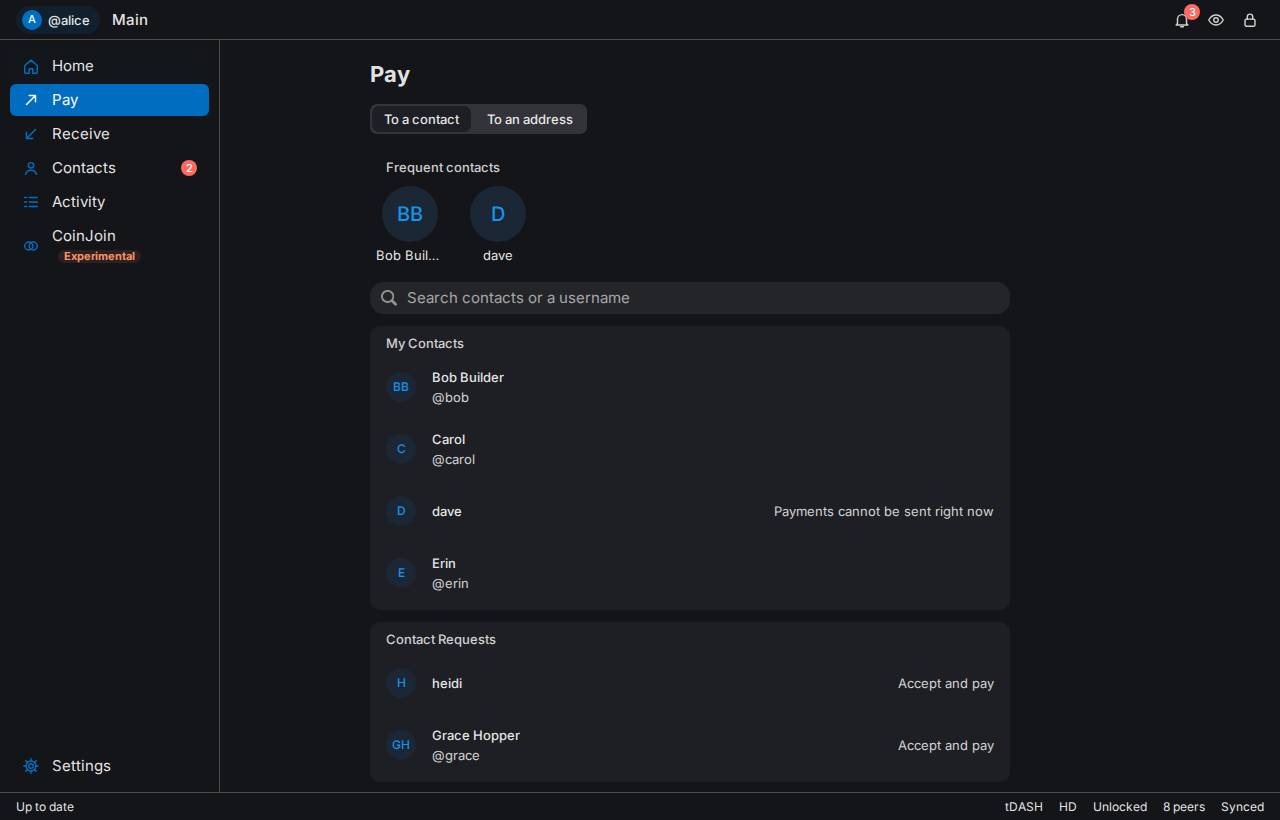 A @alice Main 3
Home
Pay
Receive
Contacts 2
Activity
CoinJoin
Experimental
Settings
Pay
To a contact To an address
Frequent contacts
BB D
Bob Buil... dave
Search contacts or a username
My Contacts
BB Bob Builder
@bob
C Carol
@carol
D dave Payments cannot be sent right now
E Erin
@erin
Contact Requests
H heidi Accept and pay
GH Grace Hopper Accept and pay
@grace
Up to date tDASH HD Unlocked 8 peers Synced